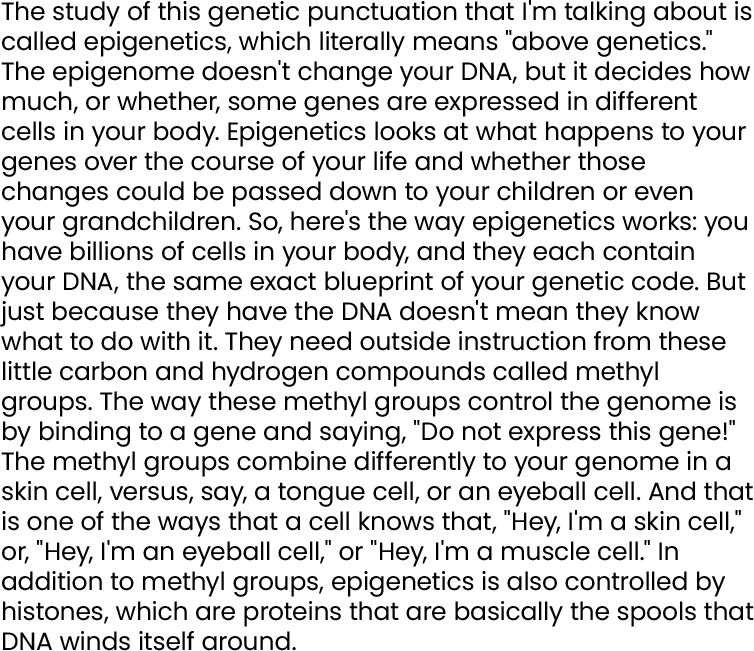 The study of this genetic punctuation that I'm talking about is
called epigenetics, which literally means "above genetics."
The epigenome doesn't change your DNA, but it decides how
much, or whether, some genes are expressed in different
cells in your body. Epigenetics looks at what happens to your
genes over the course of your life and whether those
changes could be passed down to your children or even
your grandchildren. So, here's the way epigenetics works: you
have billions of cells in your body, and they each contain
your DNA, the same exact blueprint of your genetic code. But
just because they have the DNA doesn't mean they know
what to do with it. They need outside instruction from these
little carbon and hydrogen compounds called methyl
groups. The way these methyl groups control the genome is
by binding to a gene and saying, "Do not express this gene!"
The methyl groups combine differently to your genome in a
skin cell, versus, say, a tongue cell, or an eyeball cell. And that
is one of the ways that a cell knows that, "Hey, I'm a skin cell,"
or, "Hey, I'm an eyeball cell," or "Hey, I'm a muscle cell." In
addition to methyl groups, epigenetics is also controlled by
histones, which are proteins that are basically the spools that
DNA winds itself around.